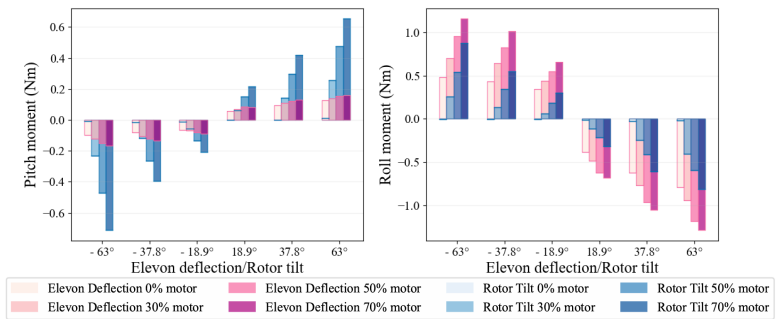 0.6
0.4
0.2
0.0
−0.2
−0.4
−0.6
Pitch moment (Nm)
- 63° - 37.8° - 18.9° 18.9° 37.8° 63°
Elevon deflection/Rotor tilt
1.0
0.5
0.0
−0.5
−1.0
Roll moment (Nm)
- 63° - 37.8° - 18.9° 18.9° 37.8° 63°
Elevon deflection/Rotor tilt
Elevon Deflection 0% motor Elevon Deflection 50% motor Rotor Tilt 0% motor Rotor Tilt 50% motor
Elevon Deflection 30% motor Elevon Deflection 70% motor Rotor Tilt 30% motor Rotor Tilt 70% motor